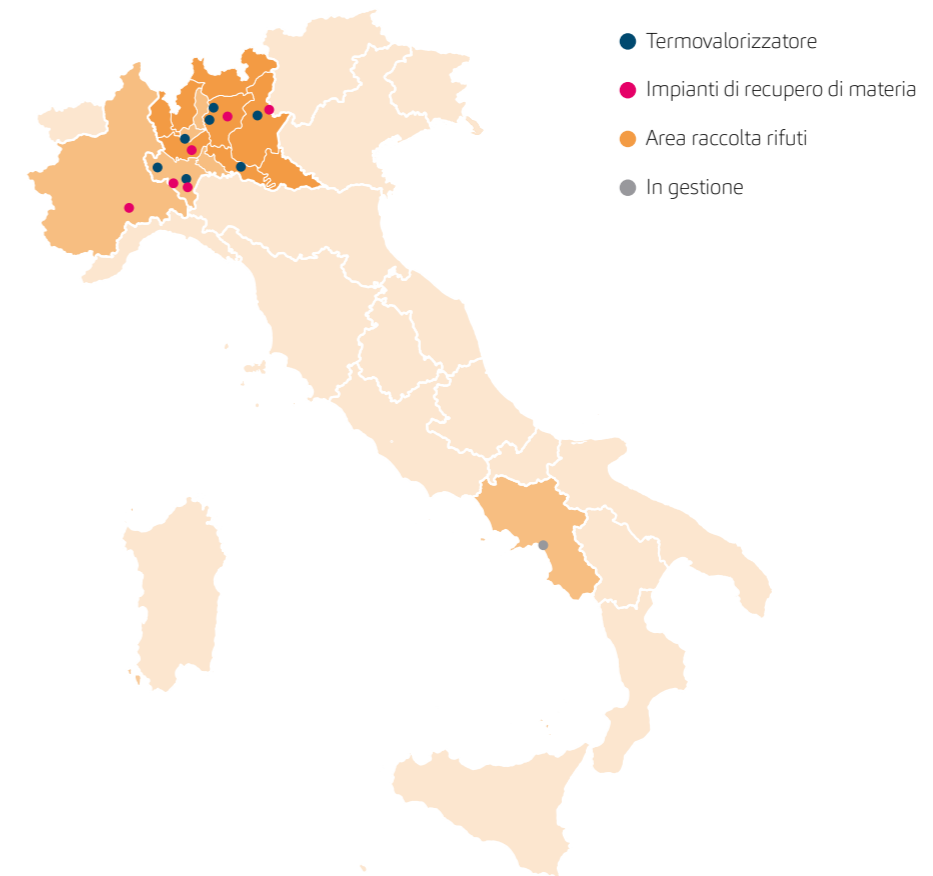 Termovalorizzatore
Impianti di recupero di materia
Area raccolta rifiuti
In gestione